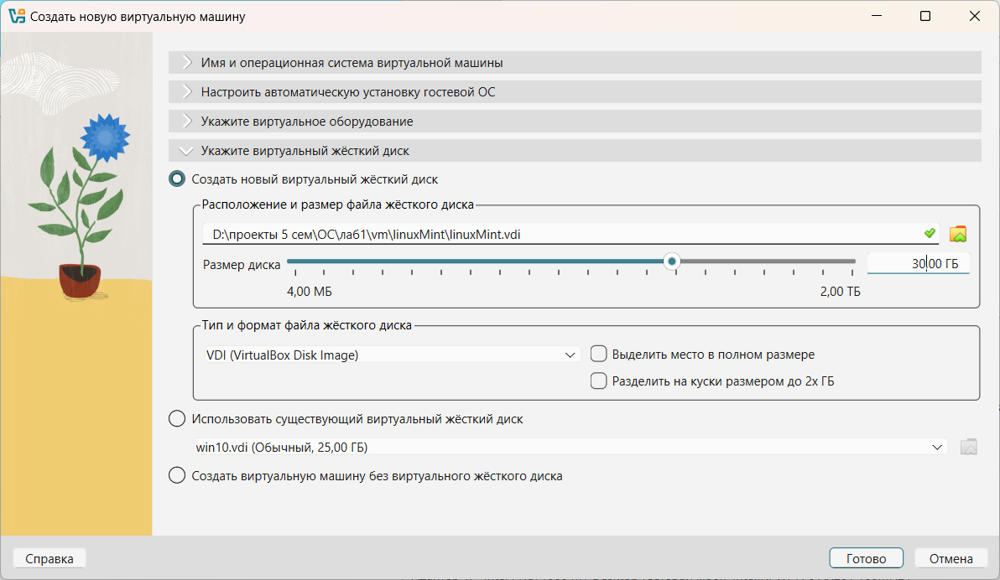 Создать новую виртуальную машину
Имя и операционная система виртуальной машины
Настроить автоматическую установку гостевой ОС
Укажите виртуальное оборудование
Укажите виртуальный жёсткий диск
Создать новый виртуальный жёсткий диск
Расположение и размер файла жёсткого диска
D:\проекты 5 сем\ОС\лаб1\vm\linuxMint\linuxMint.vdi
Размер диска
30,00 ГБ
4,00 МБ
2,00 ТБ
Тип и формат файла жёсткого диска
VDI (VirtualBox Disk Image)
Выделить место в полном размере
Разделить на куски размером до 2х ГБ
Использовать существующий виртуальный жёсткий диск
win10.vdi (Обычный, 25,00 ГБ)
Создать виртуальную машину без виртуального жёсткого диска
Справка
Готово
Отмена